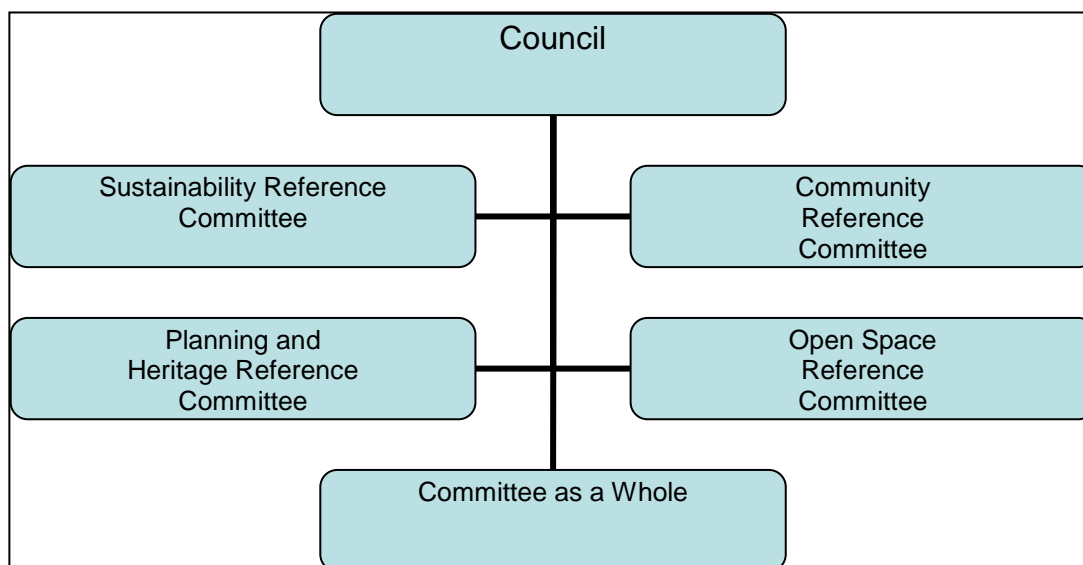 Council
Sustainability Reference
Committee
Community
Reference
Committee
Planning and
Heritage Reference
Committee
Open Space
Reference
Committee
Committee as a Whole